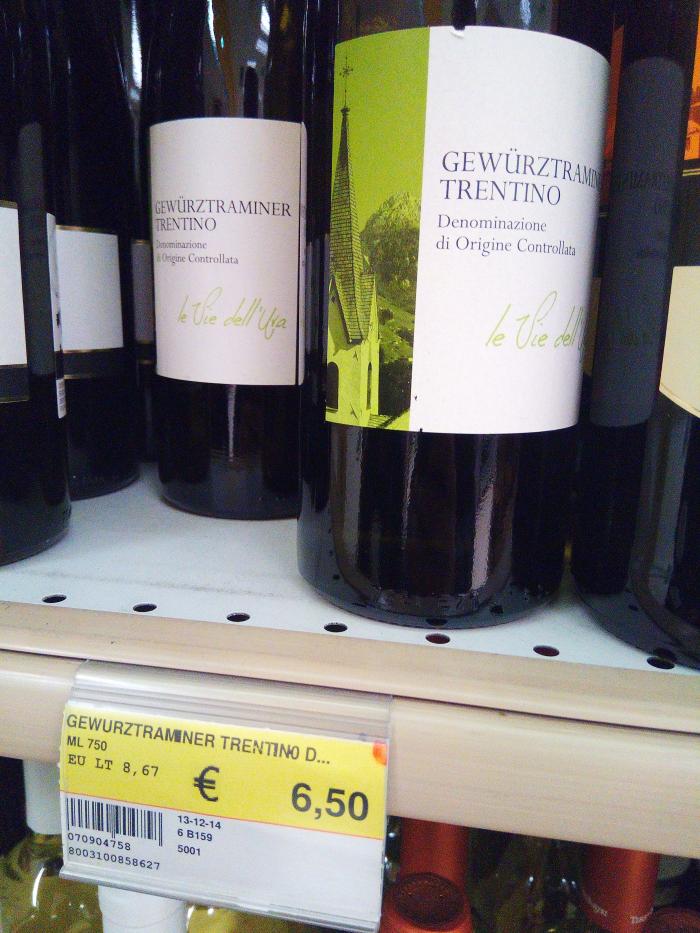 GEWÜRZTRAMINER
TRENTINO
Denominazione
di Origine Controllata
le Vie dell'Uva
GEWÜRZTRAMINE
TRENTINO
Denominazione
di Origine Controllata
le Vie dell'
GEWURZTRAMINER TRENTINO D...
ML 750
EU LT 8,67
€ 6,50
13-12-14
6 B159
5001
070904758
8003100858627